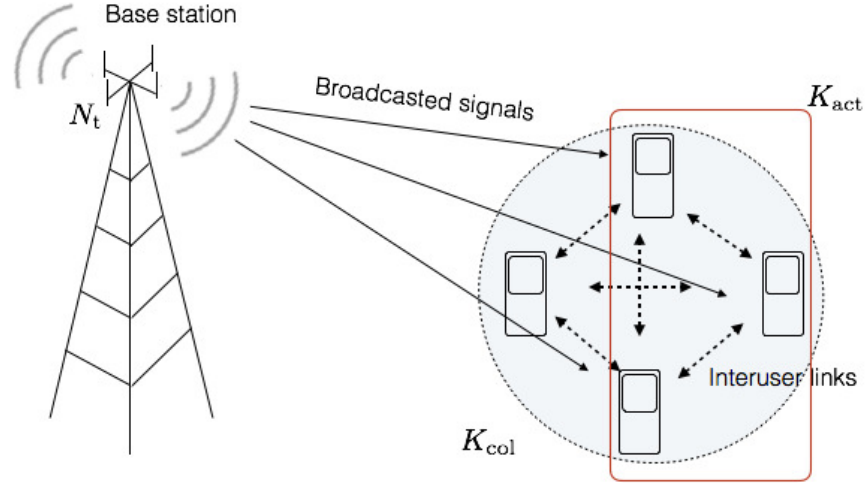 Base station
N_t
Broadcasted signals
K_act
Interuser links
K_col